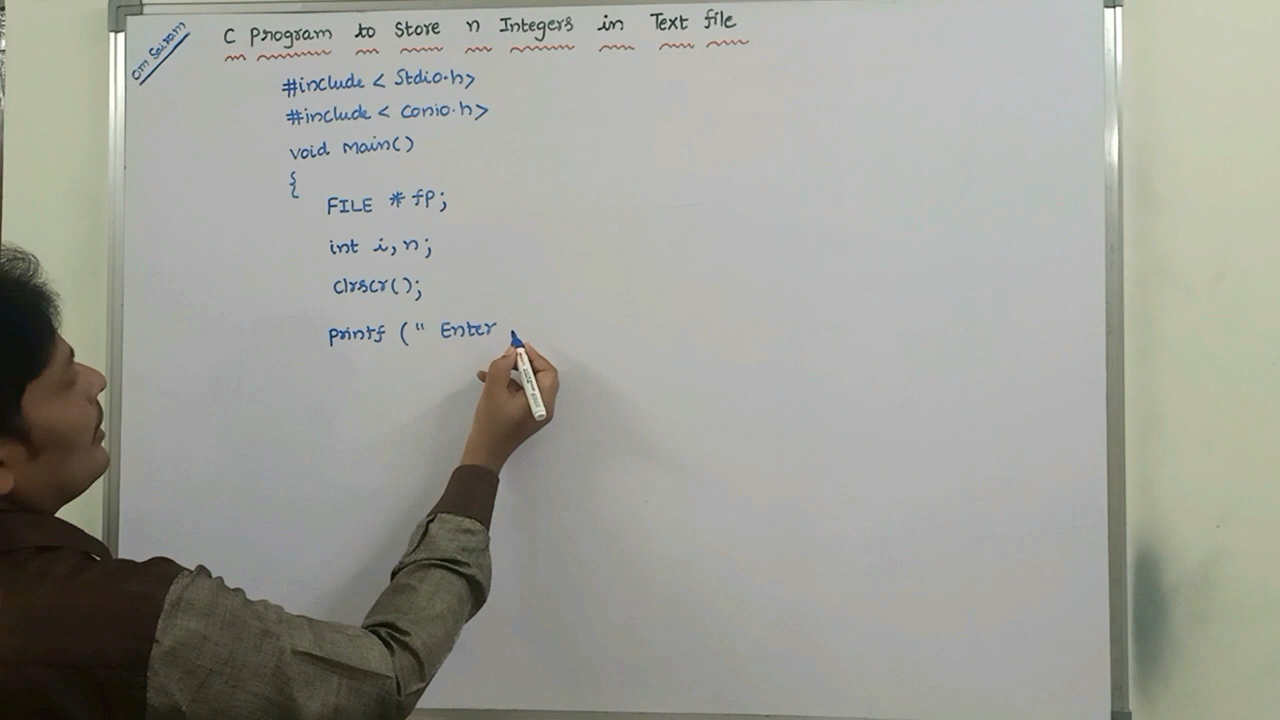 Om Sairam
C Program to Store n Integers in Text file
#include < Stdio.h>
#include < Conio.h>
void main()
{
FILE * fp;
int i, n;
clrscr();
printf (" Enter